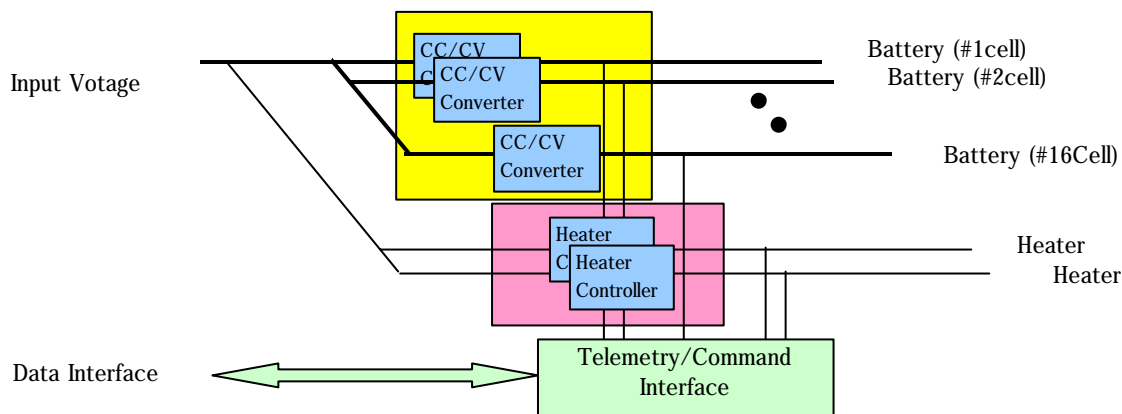 Input Votage
CC/CV
C
CC/CV
Converter
CC/CV
Converter
Battery (#1cell)
Battery (#2cell)
Battery (#16Cell)
Heater
C
Heater
Controller
Heater
Heater
Data Interface
Telemetry/Command
Interface